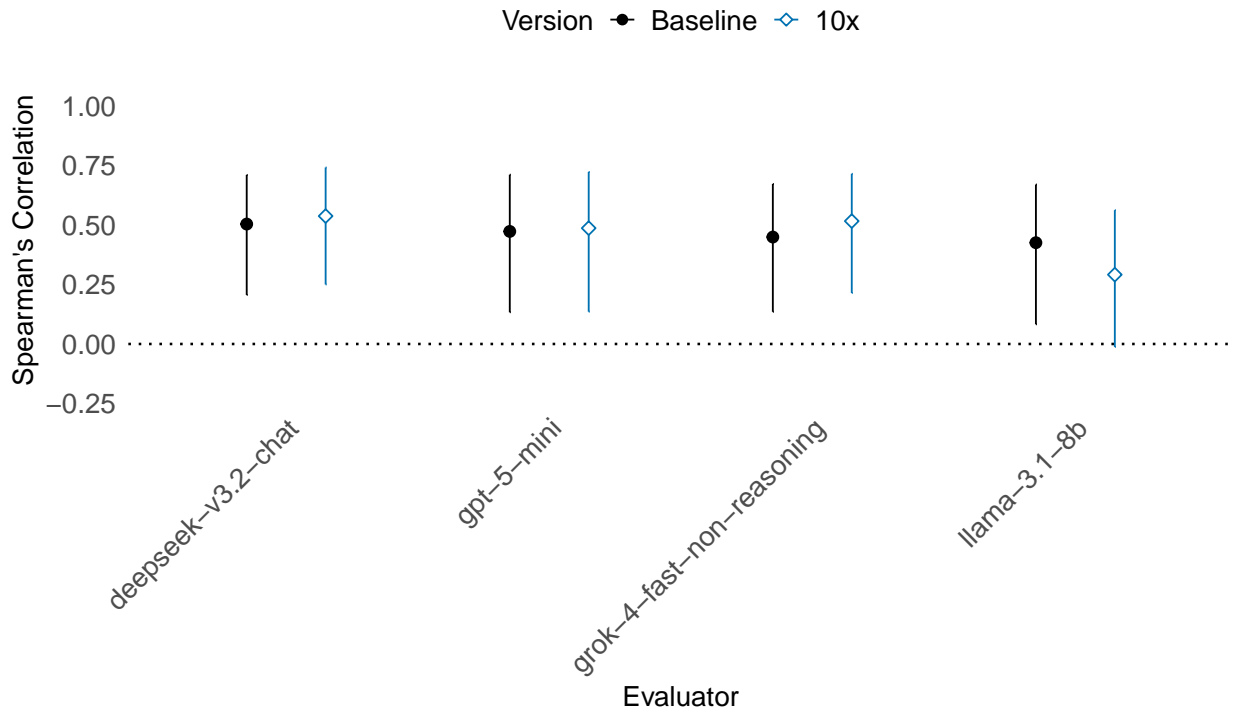 Version Baseline 10x
Spearman's Correlation
1.00
0.75
0.50
0.25
0.00
−0.25
deepseek−v3.2−chat
gpt−5−mini
grok−4−fast−non−reasoning
llama−3.1−8b
Evaluator